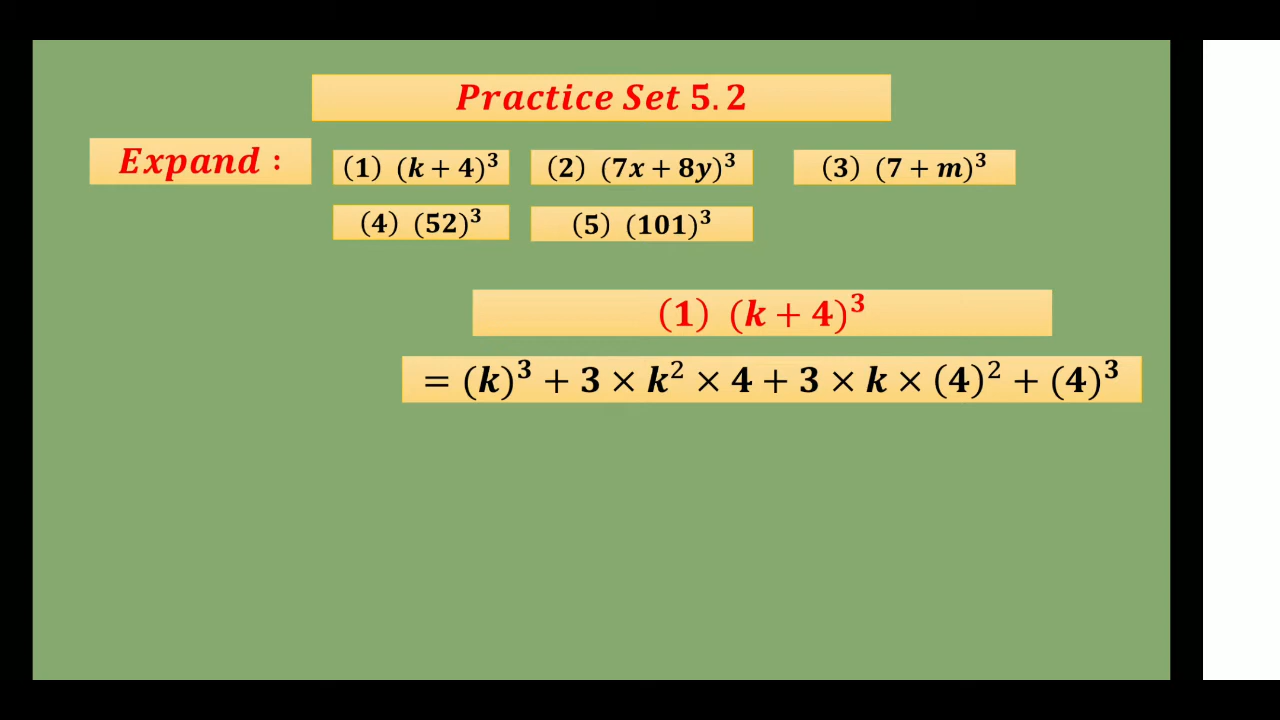 Practice Set 5.2
Expand : (1) (k + 4)³ (2) (7x + 8y)³ (3) (7 + m)³
(4) (52)³ (5) (101)³
(1) (k + 4)³
= (k)³ + 3 × k² × 4 + 3 × k × (4)² + (4)³